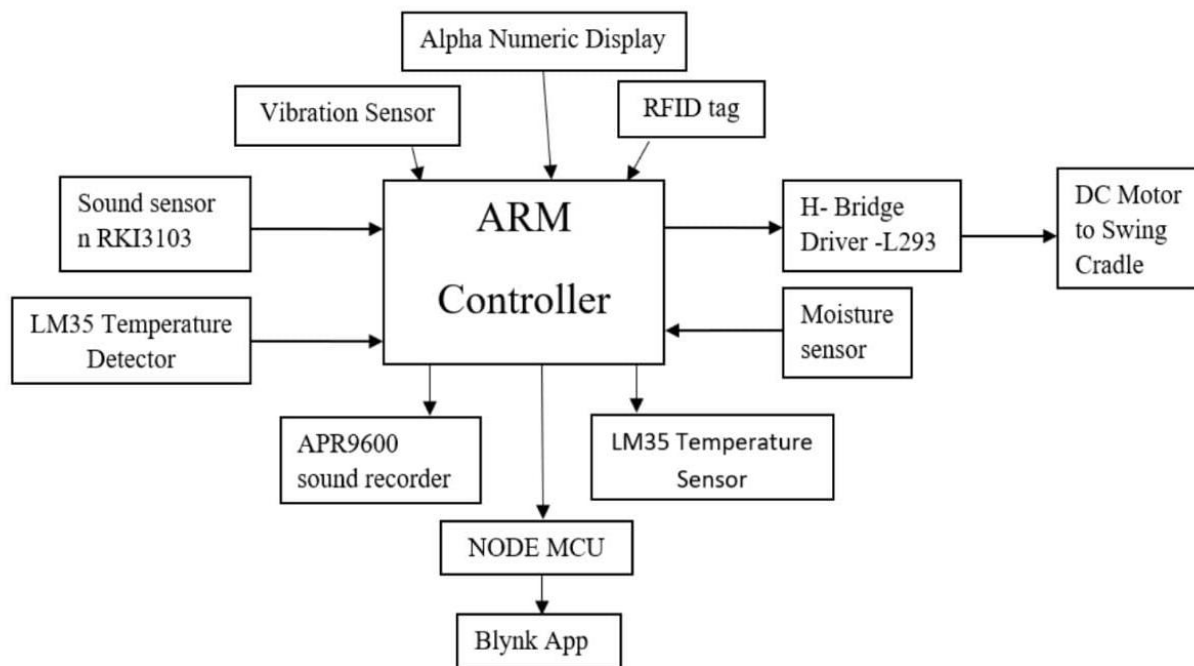 Alpha Numeric Display
Vibration Sensor
RFID tag
Sound sensor
n RKI3103
ARM
Controller
H- Bridge
Driver -L293
DC Motor
to Swing
Cradle
LM35 Temperature
Detector
Moisture
sensor
APR9600
sound recorder
LM35 Temperature
Sensor
NODE MCU
Blynk App